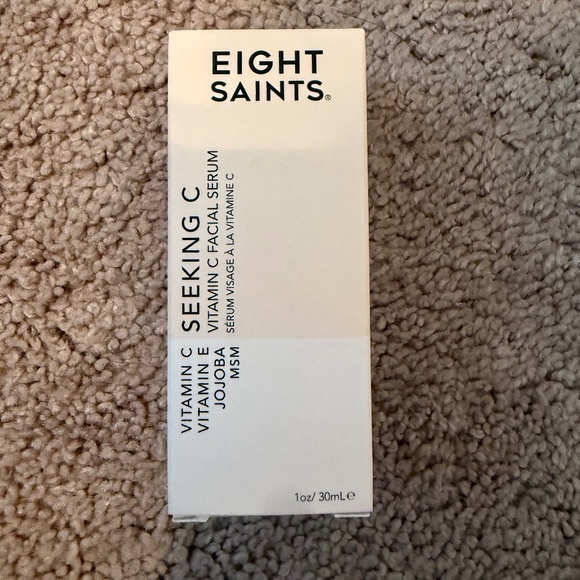 EIGHT
SAINTS®
SEEKING C
VITAMIN C FACIAL SERUM
SÉRUM VISAGE À LA VITAMINE C
VITAMIN C
VITAMIN E
JOJOBA
MSM
1oz/ 30mL℮